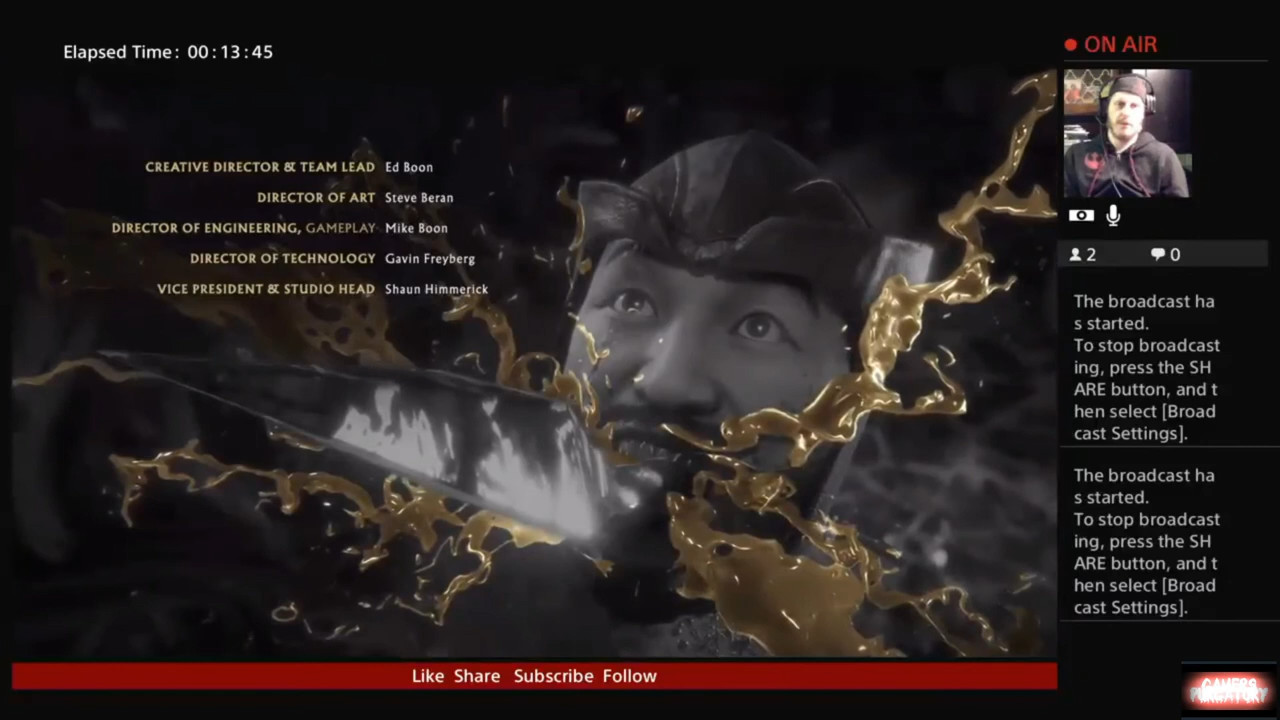 Elapsed Time: 00:13:45
CREATIVE DIRECTOR & TEAM LEAD Ed Boon
DIRECTOR OF ART Steve Beran
DIRECTOR OF ENGINEERING, GAMEPLAY Mike Boon
DIRECTOR OF TECHNOLOGY Gavin Freyberg
VICE PRESIDENT & STUDIO HEAD Shaun Himmerick
ON AIR
2 0
The broadcast ha
s started.
To stop broadcast
ing, press the SH
ARE button, and t
hen select [Broad
cast Settings].
The broadcast ha
s started.
To stop broadcast
ing, press the SH
ARE button, and t
hen select [Broad
cast Settings].
Like Share Subscribe Follow
GAMERS
PURGATORY